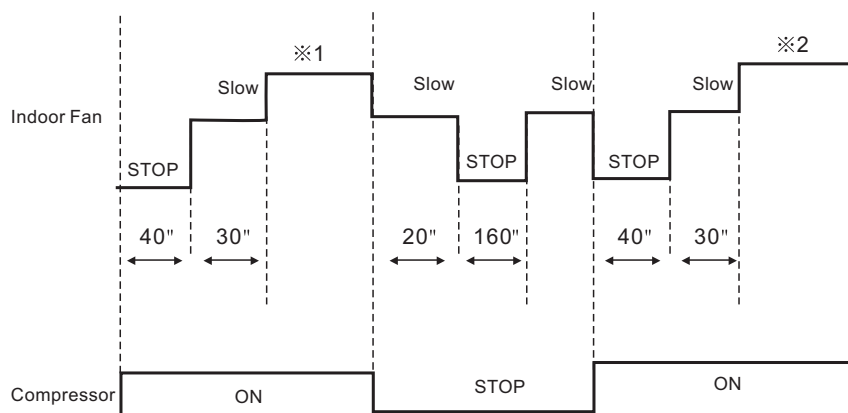 ※1
※2
Slow
Slow
Slow
Slow
Indoor Fan
STOP
STOP
STOP
40"
30"
20"
160"
40"
30"
Compressor
ON
STOP
ON